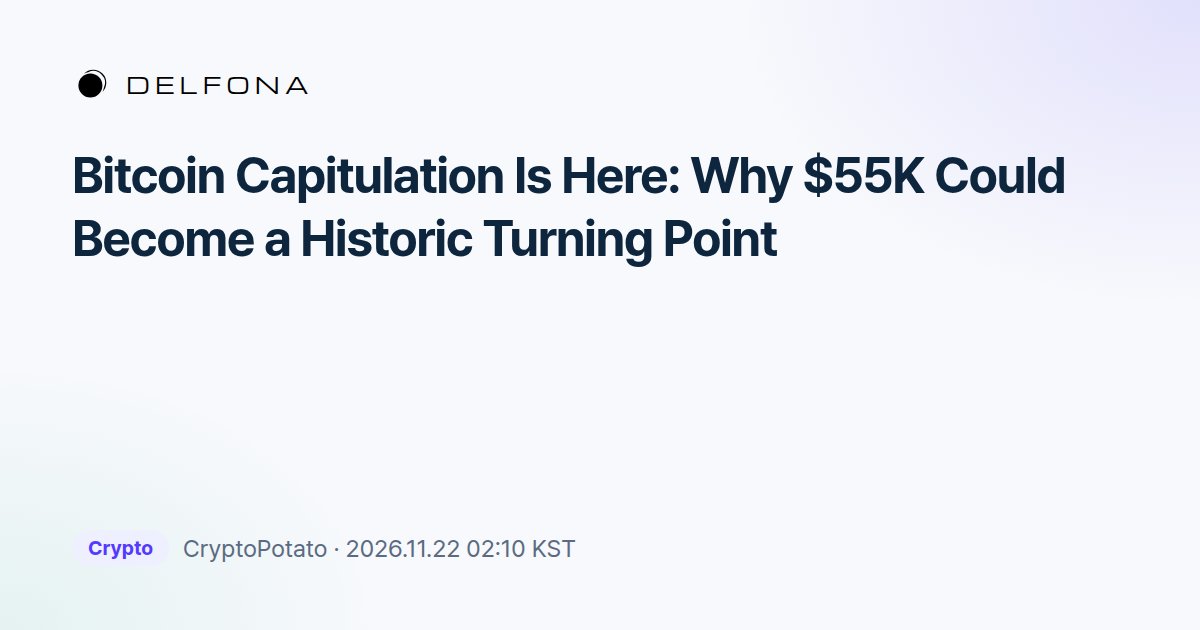 DELFONA
Bitcoin Capitulation Is Here: Why $55K Could
Become a Historic Turning Point
Crypto
CryptoPotato · 2026.11.22 02:10 KST